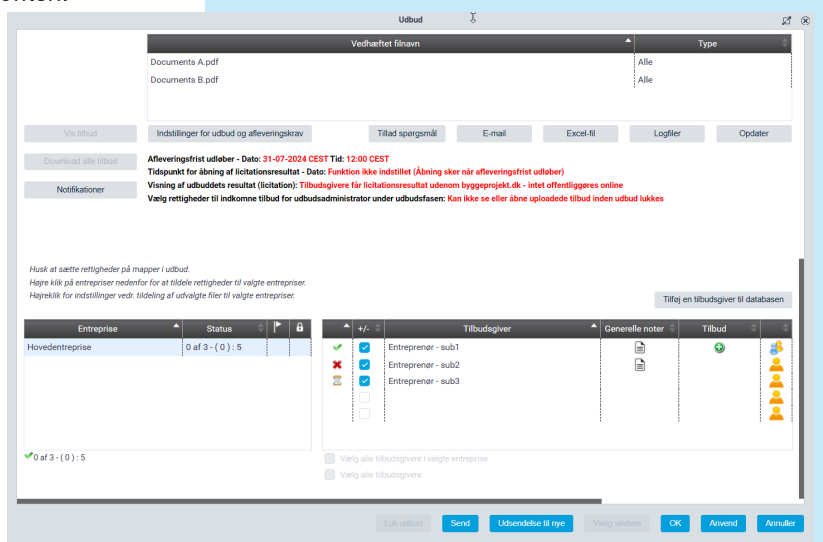 Udbud
Vedhæftet filnavn Type
Documents A.pdf Alle
Documents B.pdf Alle
Vis tilbud Indstillinger for udbud og afleveringskrav Tillad spørgsmål E-mail Excel-fil Logfiler Opdater
Download alle tilbud
Notifikationer
Afleveringsfrist udløber - Dato: 31-07-2024 CEST Tid: 12:00 CEST
Tidspunkt for åbning af licitationsresultat - Dato: Funktion ikke indstillet (Åbning sker når afleveringsfrist udløber)
Visning af udbuddets resultat (licitation): Tilbudsgivere får licitationsresultat udenom byggeprojekt.dk - intet offentliggøres online
Vælg rettigheder til indkomne tilbud for udbudsadministrator under udbudsfasen: Kan ikke se eller åbne uploadede tilbud inden udbud lukkes
Husk at sætte rettigheder på mapper i udbud.
Højre klik på entrepriser nedenfor for at tildele rettigheder til valgte entrepriser.
Højreklik for indstillinger vedr. tildeling af udvalgte filer til valgte entrepriser.
Tilføj en tilbudsgiver til databasen
Entreprise Status
Hovedentreprise 0 af 3 - ( 0 ) : 5
0 af 3 - ( 0 ) : 5
+/- Tilbudsgiver Generelle noter Tilbud
Entreprenør - sub1
Entreprenør - sub2
Entreprenør - sub3
Vælg alle tilbudsgivere i valgte entreprise
Vælg alle tilbudsgivere
Luk udbud Send Udsendelse til nye Vælg vindere OK Anvend Annuller